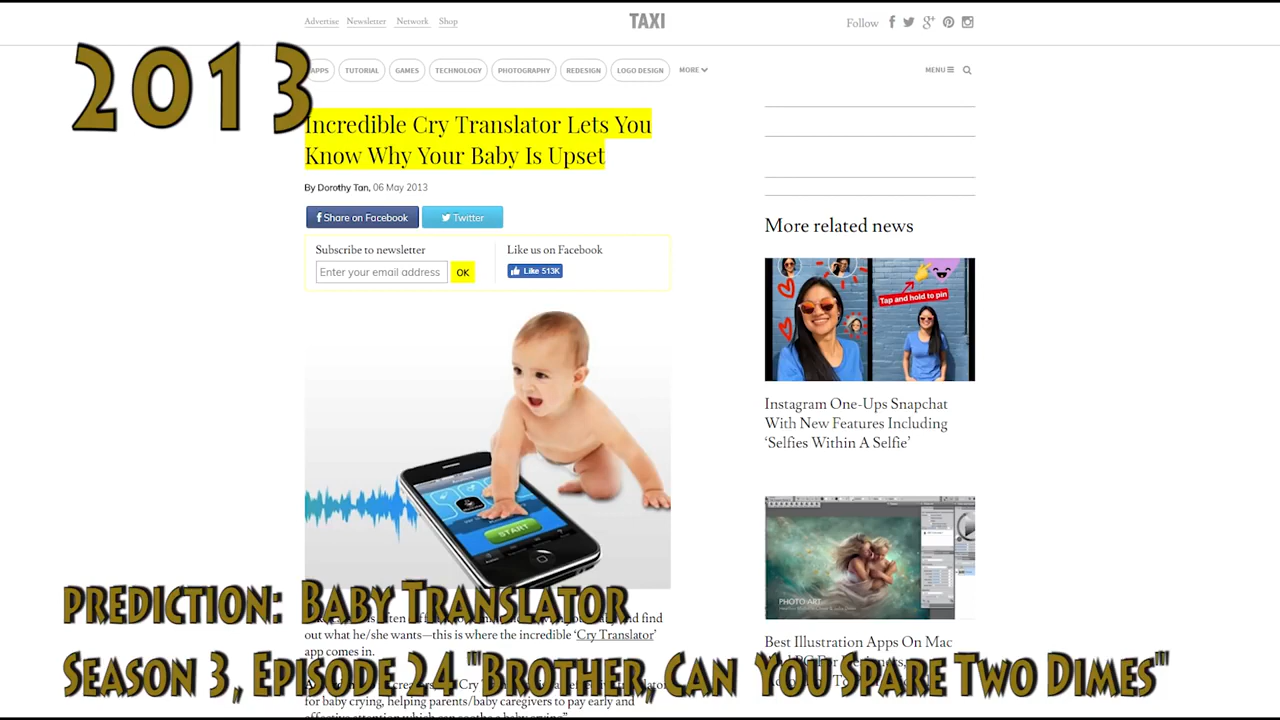 Advertise Newsletter Network Shop
TAXI
Follow
2013
APPS TUTORIAL GAMES TECHNOLOGY PHOTOGRAPHY REDESIGN LOGO DESIGN MORE
MENU
Incredible Cry Translator Lets You
Know Why Your Baby Is Upset
By Dorothy Tan, 06 May 2013
Share on Facebook
Twitter
Subscribe to newsletter
Enter your email address OK
Like us on Facebook
Like 513K
START
More related news
Tap and hold to pin
Instagram One-Ups Snapchat
With New Features Including
‘Selfies Within A Selfie’
PHOTO ART
Best Illustration Apps On Mac
prediction: Baby Translator
and find
out what he/she wants—this is where the incredible ‘Cry Translator’
app comes in.
Season 3, Episode 24 "Brother, Can You Spare Two Dimes"
for baby crying, helping parents/baby caregivers to pay early and